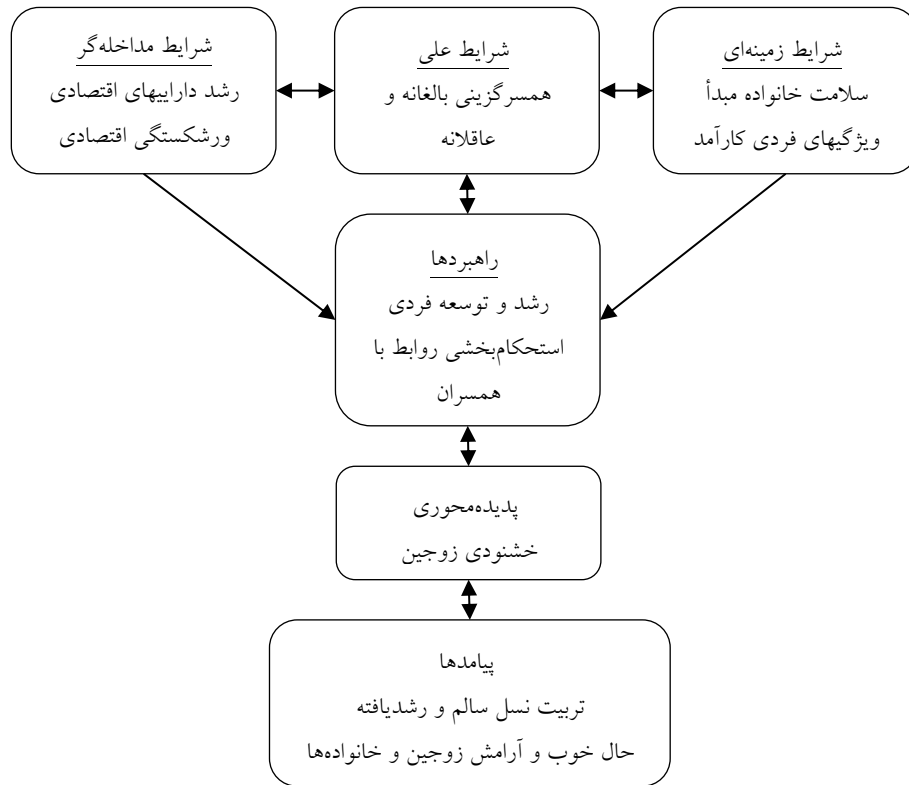 شرایط زمینه‌ای
سلامت خانواده مبدأ
ویژگیهای فردی کارآمد
شرایط علی
همسرگزینی بالغانه و
عاقلانه
شرایط مداخله‌گر
رشد داراییهای اقتصادی
ورشکستگی اقتصادی
راهبردها
رشد و توسعه فردی
استحکام‌بخشی روابط با
همسران
پدیده‌محوری
خشنودی زوجین
پیامدها
تربیت نسل سالم و رشدیافته
حال خوب و آرامش زوجین و خانواده‌ها